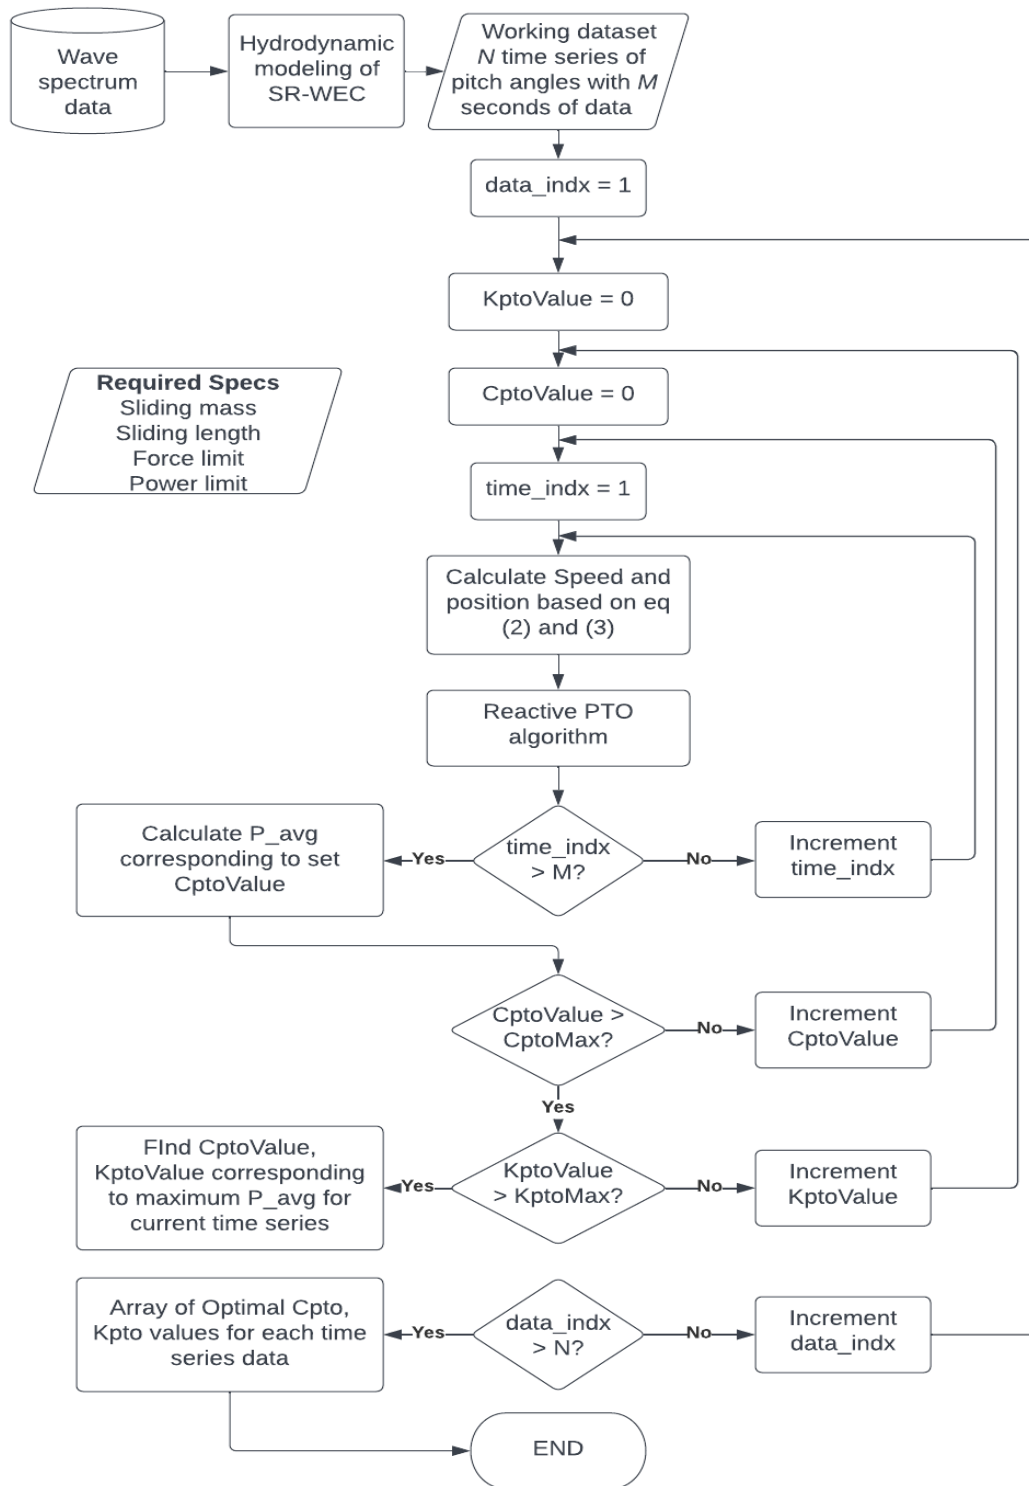 Wave
spectrum
data
Hydrodynamic
modeling of
SR-WEC
Working dataset
N time series of
pitch angles with M
seconds of data
data_indx = 1
KptoValue = 0
Required Specs
Sliding mass
Sliding length
Force limit
Power limit
CptoValue = 0
time_indx = 1
Calculate Speed and
position based on eq
(2) and (3)
Reactive PTO
algorithm
Calculate P_avg
corresponding to set
CptoValue
Yes
time_indx
> M?
No
Increment
time_indx
CptoValue >
CptoMax?
No
Increment
CptoValue
Yes
FInd CptoValue,
KptoValue corresponding
to maximum P_avg for
current time series
Yes
KptoValue
> KptoMax?
No
Increment
KptoValue
Array of Optimal Cpto,
Kpto values for each time
series data
Yes
data_indx
> N?
No
Increment
data_indx
END